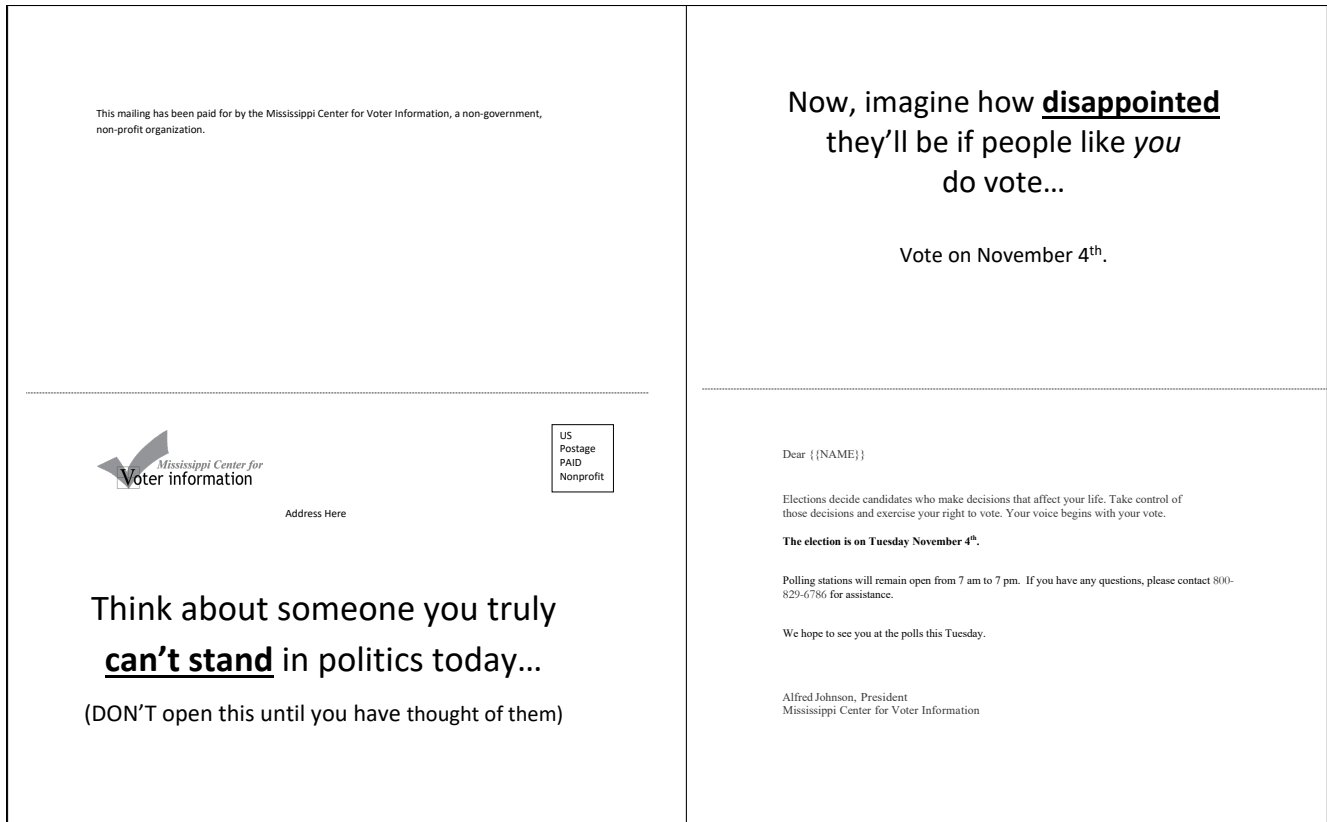 This mailing has been paid for by the Mississippi Center for Voter Information, a non-government,
non-profit organization.
Mississippi Center for
Voter information
US
Postage
PAID
Nonprofit
Address Here
Think about someone you truly
can’t stand in politics today…
(DON’T open this until you have thought of them)
Now, imagine how disappointed
they’ll be if people like you
do vote…
Vote on November 4th.
Dear {{NAME}}
Elections decide candidates who make decisions that affect your life. Take control of
those decisions and exercise your right to vote. Your voice begins with your vote.
The election is on Tuesday November 4th.
Polling stations will remain open from 7 am to 7 pm.  If you have any questions, please contact 800-
829-6786 for assistance.
We hope to see you at the polls this Tuesday.
Alfred Johnson, President
Mississippi Center for Voter Information